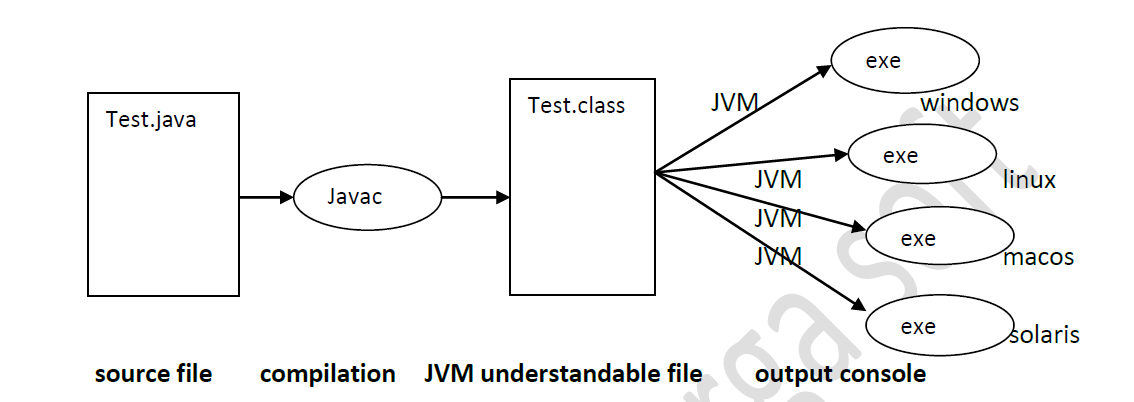 Test.java
Javac
Test.class
JVM
exe
windows
JVM
exe
linux
JVM
exe
macos
JVM
exe
solaris
source file
compilation
JVM understandable file
output console